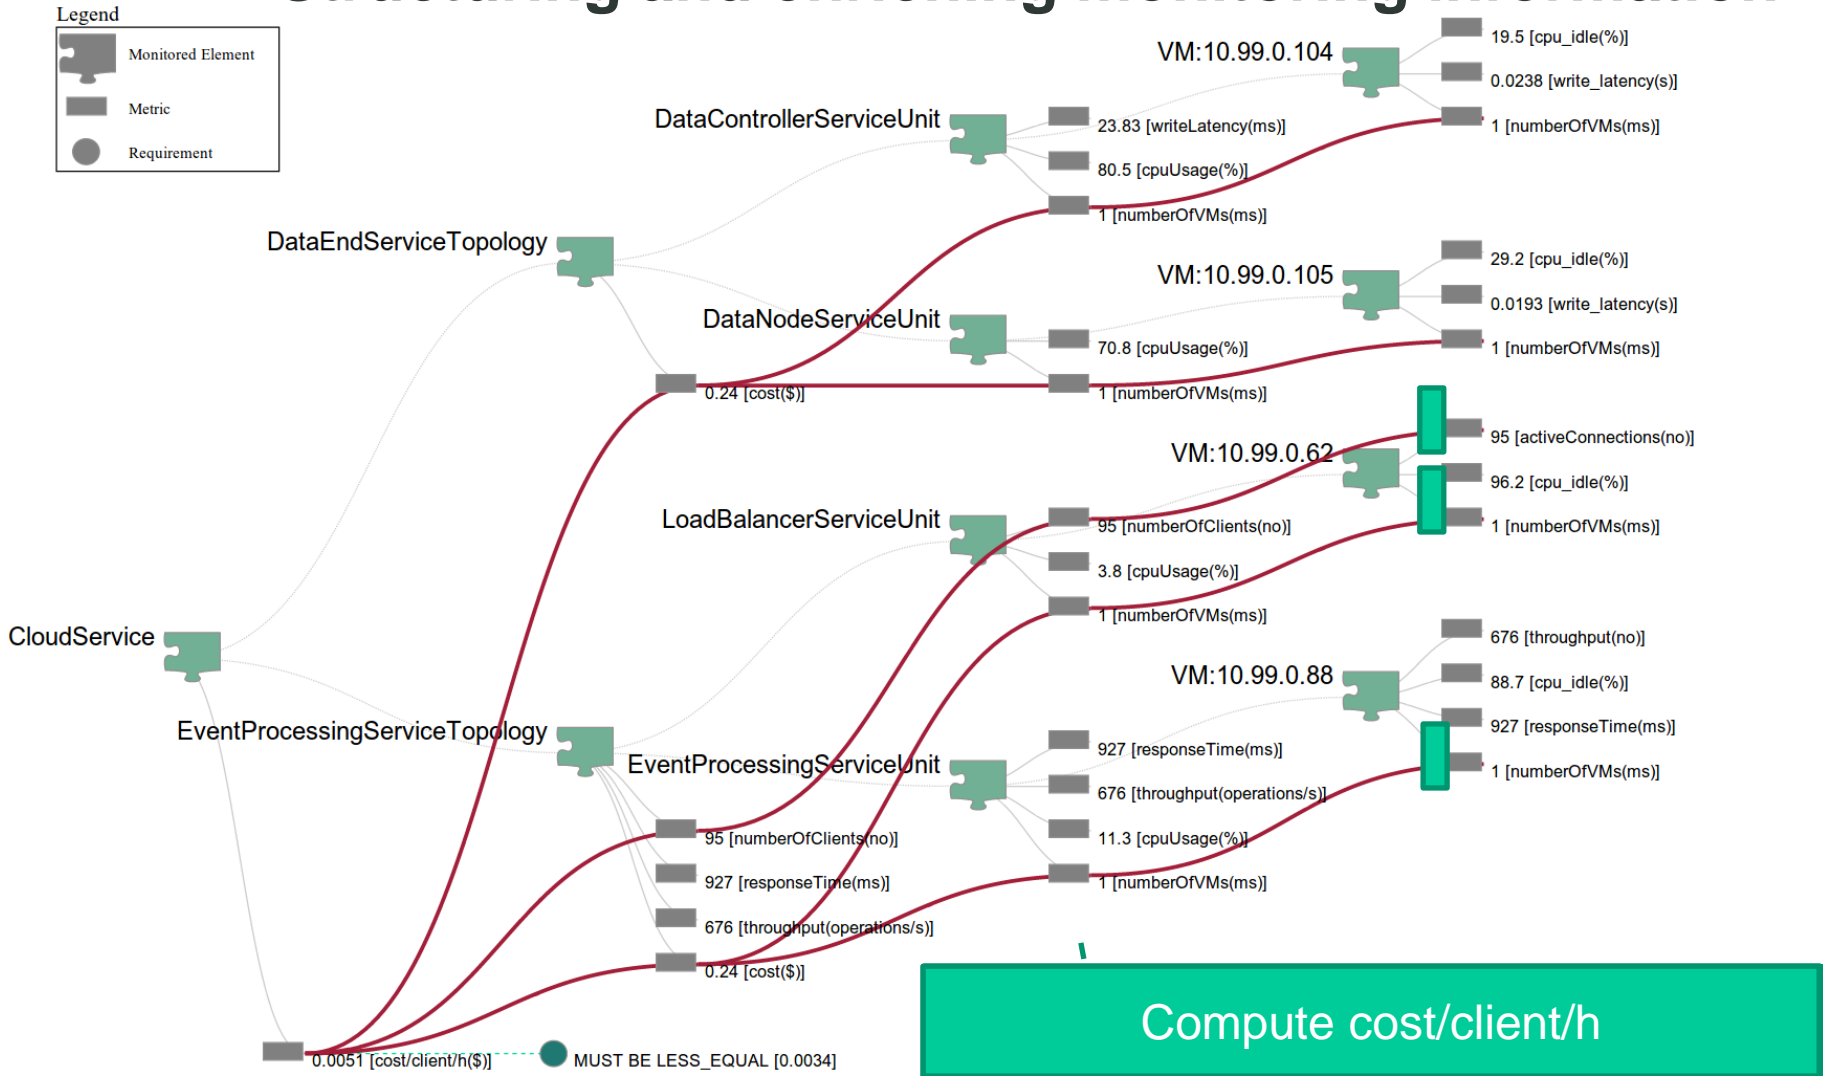 Structuring and enriching monitoring information
Legend
Monitored Element
Metric
Requirement
VM:10.99.0.104
19.5 [cpu_idle(%)]
0.0238 [write_latency(s)]
1 [numberOfVMs(ms)]
DataControllerServiceUnit
23.83 [writeLatency(ms)]
80.5 [cpuUsage(%)]
1 [numberOfVMs(ms)]
DataEndServiceTopology
VM:10.99.0.105
29.2 [cpu_idle(%)]
0.0193 [write_latency(s)]
1 [numberOfVMs(ms)]
DataNodeServiceUnit
70.8 [cpuUsage(%)]
1 [numberOfVMs(ms)]
0.24 [cost($)]
VM:10.99.0.62
95 [activeConnections(no)]
96.2 [cpu_idle(%)]
1 [numberOfVMs(ms)]
LoadBalancerServiceUnit
95 [numberOfClients(no)]
3.8 [cpuUsage(%)]
1 [numberOfVMs(ms)]
CloudService
VM:10.99.0.88
676 [throughput(no)]
88.7 [cpu_idle(%)]
927 [responseTime(ms)]
1 [numberOfVMs(ms)]
EventProcessingServiceTopology
EventProcessingServiceUnit
927 [responseTime(ms)]
676 [throughput(operations/s)]
11.3 [cpuUsage(%)]
1 [numberOfVMs(ms)]
95 [numberOfClients(no)]
927 [responseTime(ms)]
676 [throughput(operations/s)]
0.24 [cost($)]
Compute cost/client/h
0.0051 [cost/client/h($)]
MUST BE LESS_EQUAL [0.0034]